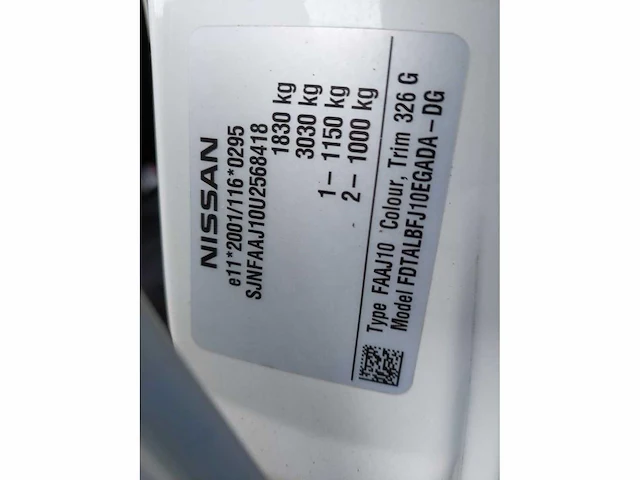 NISSAN
e11*2001/116*0295
SJNFAAJ10U2568418
1830 kg
3030 kg
1 – 1150 kg
2 – 1000 kg
Type FAAJ10 Colour, Trim 326 G
Model FDTALBFJ10EGADA – DG